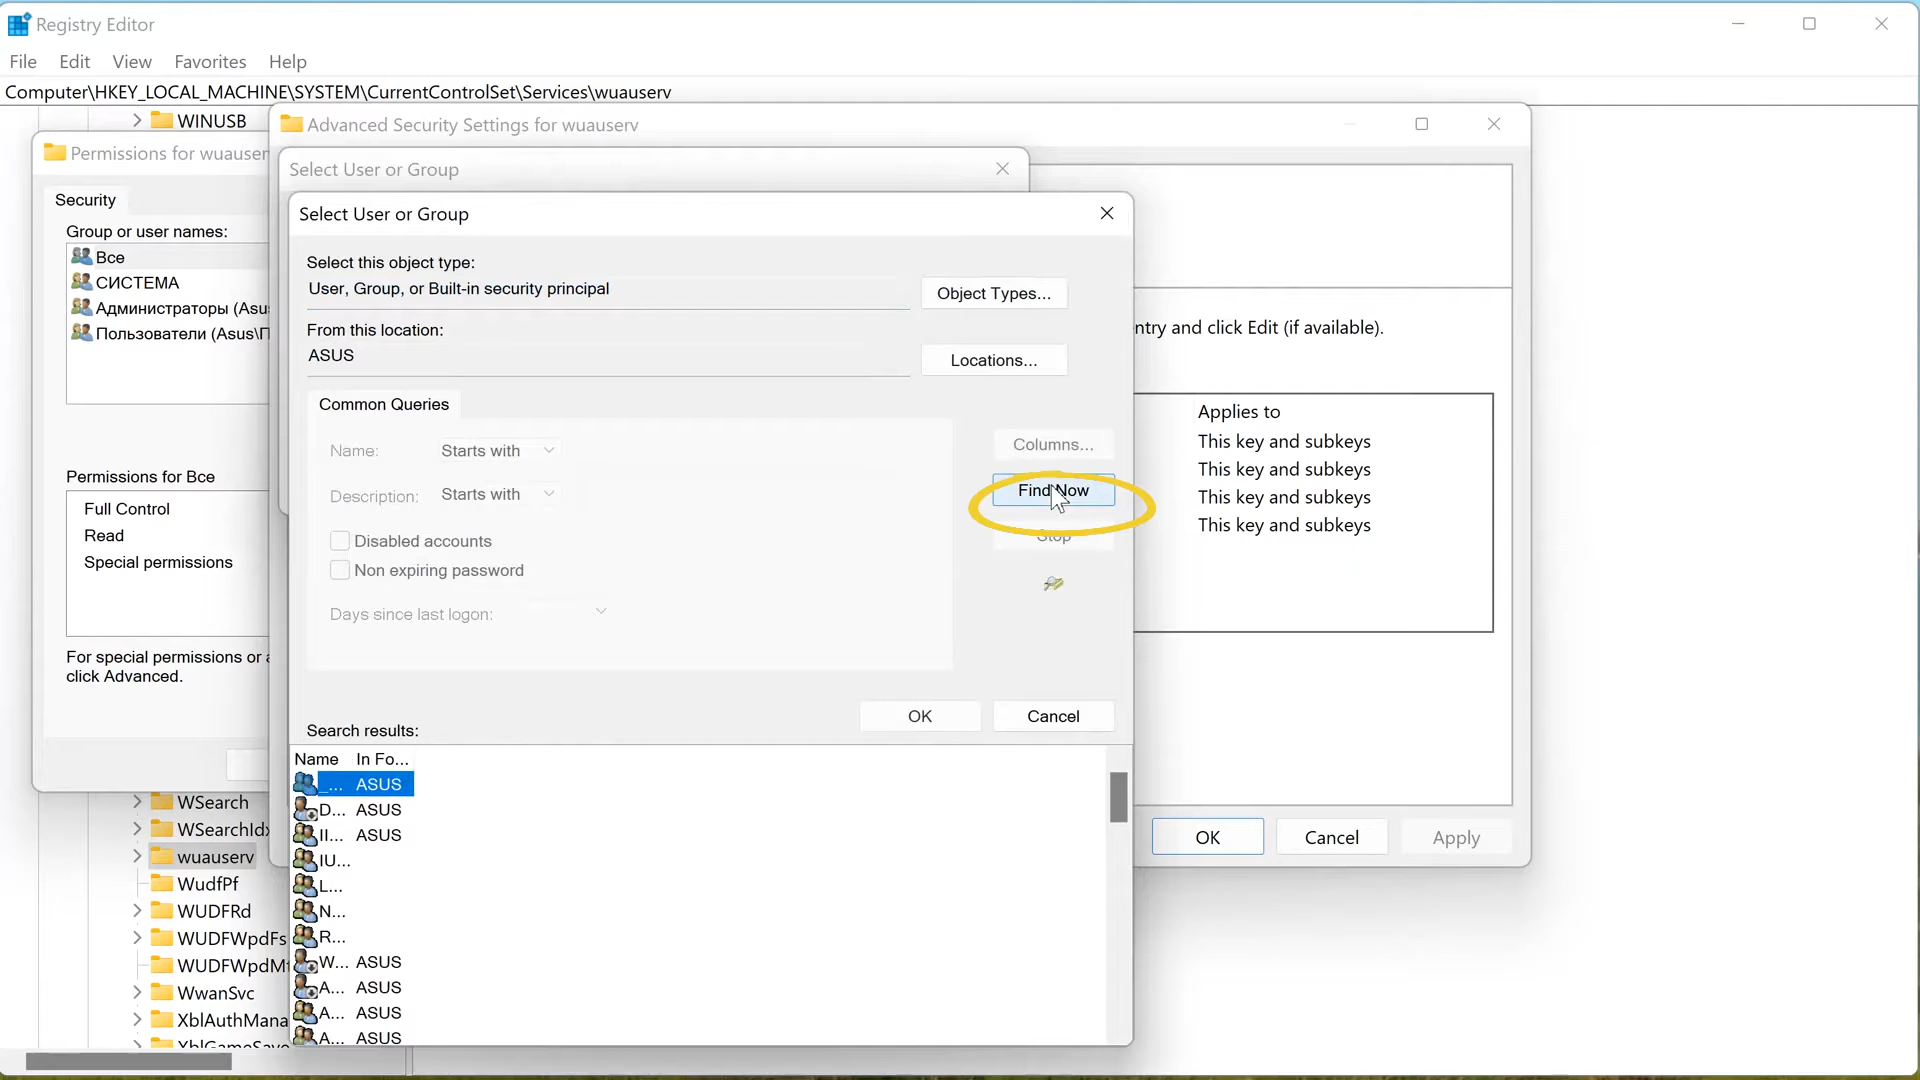 Registry Editor
File Edit View Favorites Help
Computer\HKEY_LOCAL_MACHINE\SYSTEM\CurrentControlSet\Services\wuauserv
WINUSB
Advanced Security Settings for wuauserv
Permissions for wuauser
Select User or Group
Security
Group or user names:
Все
СИСТЕМА
Администраторы (Asu
Пользователи (Asus\П
Permissions for Все
Full Control
Read
Special permissions
For special permissions or a
click Advanced.
Select User or Group
Select this object type:
User, Group, or Built-in security principal
Object Types...
From this location:
ASUS
Locations...
Common Queries
Name: Starts with
Description: Starts with
Disabled accounts
Non expiring password
Days since last logon:
Columns...
Find Now
Stop
OK Cancel
Search results:
Name In Fo...
_... ASUS
D... ASUS
II... ASUS
IU...
L...
N...
R...
W... ASUS
A... ASUS
A... ASUS
A... ASUS
ntry and click Edit (if available).
Applies to
This key and subkeys
This key and subkeys
This key and subkeys
This key and subkeys
OK Cancel Apply
WSearch
WSearchIdx
wuauserv
WudfPf
WUDFRd
WUDFWpdFs
WUDFWpdMt
WwanSvc
XblAuthMana
XblGameSave